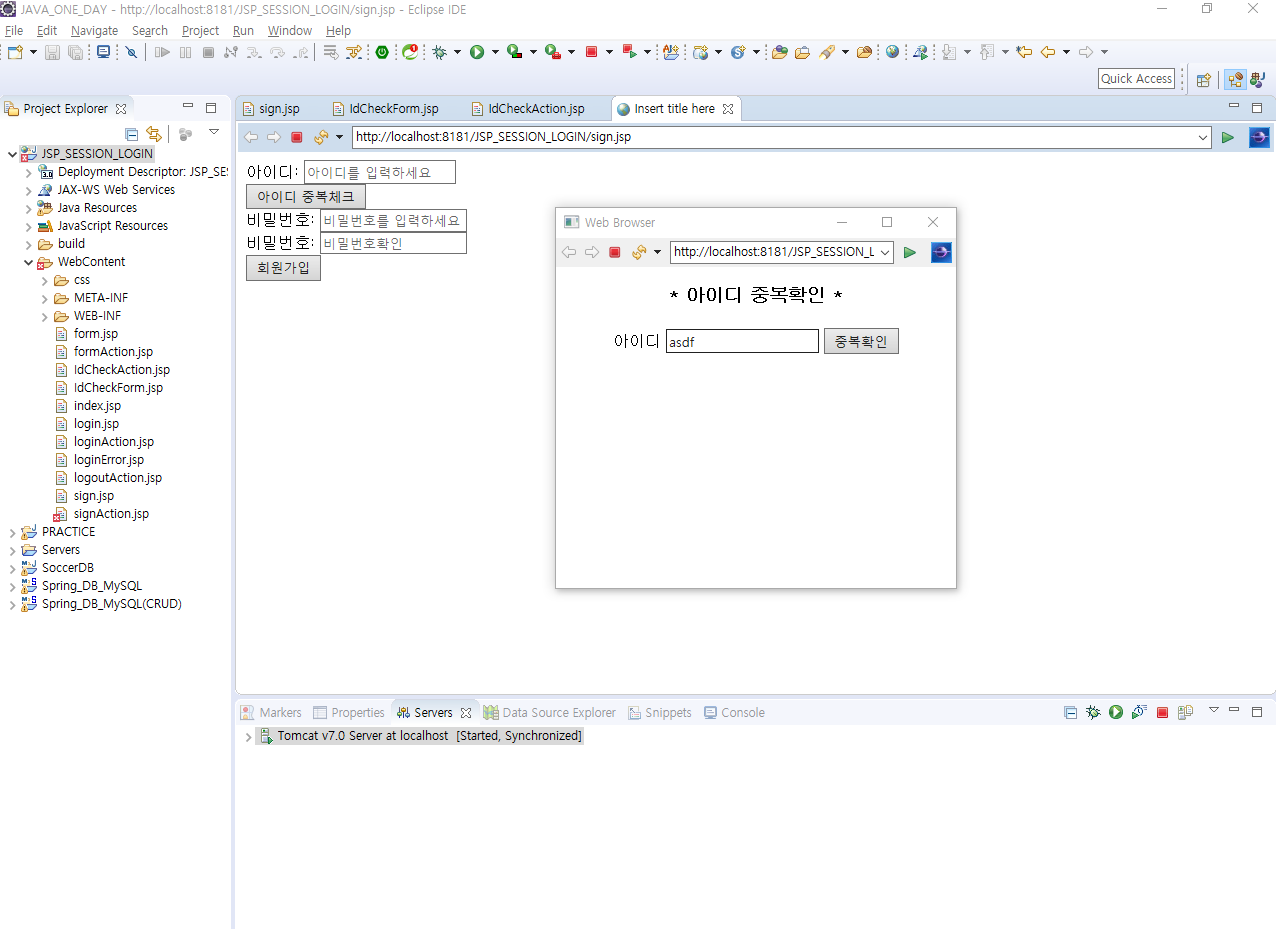 JAVA_ONE_DAY - http://localhost:8181/JSP_SESSION_LOGIN/sign.jsp - Eclipse IDE
File Edit Navigate Search Project Run Window Help
Quick Access
Project Explorer
JSP_SESSION_LOGIN
3.0 Deployment Descriptor: JSP_SE
JAX-WS Web Services
Java Resources
JavaScript Resources
build
WebContent
css
META-INF
WEB-INF
form.jsp
formAction.jsp
IdCheckAction.jsp
IdCheckForm.jsp
index.jsp
login.jsp
loginAction.jsp
loginError.jsp
logoutAction.jsp
sign.jsp
signAction.jsp
PRACTICE
Servers
SoccerDB
Spring_DB_MySQL
Spring_DB_MySQL(CRUD)
sign.jsp IdCheckForm.jsp IdCheckAction.jsp Insert title here
http://localhost:8181/JSP_SESSION_LOGIN/sign.jsp
아이디: 아이디를 입력하세요
아이디 중복체크
비밀번호: 비밀번호를 입력하세요
비밀번호: 비밀번호확인
회원가입
Web Browser
http://localhost:8181/JSP_SESSION_L
* 아이디 중복확인 *
아이디 asdf 중복확인
Markers Properties Servers Data Source Explorer Snippets Console
Tomcat v7.0 Server at localhost [Started, Synchronized]